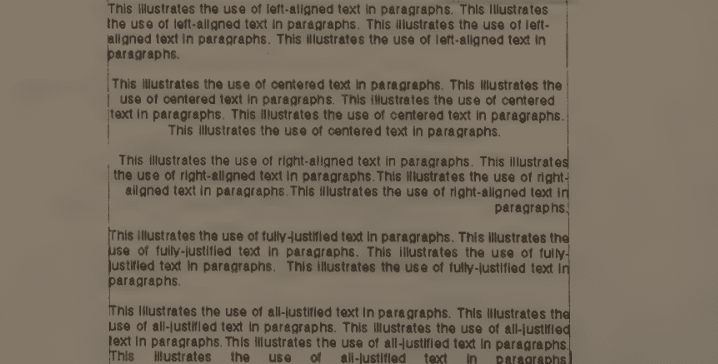 This illustrates the use of left-aligned text in paragraphs. This illustrates
the use of left-aligned text in paragraphs. This illustrates the use of left-
aligned text in paragraphs. This illustrates the use of left-aligned text in
paragraphs.
This illustrates the use of centered text in paragraphs. This illustrates the
use of centered text in paragraphs. This illustrates the use of centered
text in paragraphs. This illustrates the use of centered text in paragraphs.
This illustrates the use of centered text in paragraphs.
This illustrates the use of right-aligned text in paragraphs. This illustrates
the use of right-aligned text in paragraphs. This illustrates the use of right-
aligned text in paragraphs. This illustrates the use of right-aligned text in
paragraphs.
This illustrates the use of fully-justified text in paragraphs. This illustrates the
use of fully-justified text in paragraphs. This illustrates the use of fully-
justified text in paragraphs. This illustrates the use of fully-justified text in
paragraphs.
This illustrates the use of all-justified text in paragraphs. This illustrates the
use of all-justified text in paragraphs. This illustrates the use of all-justified
text in paragraphs. This illustrates the use of all-justified text in paragraphs.
This illustrates the use of all-justified text in paragraphs.